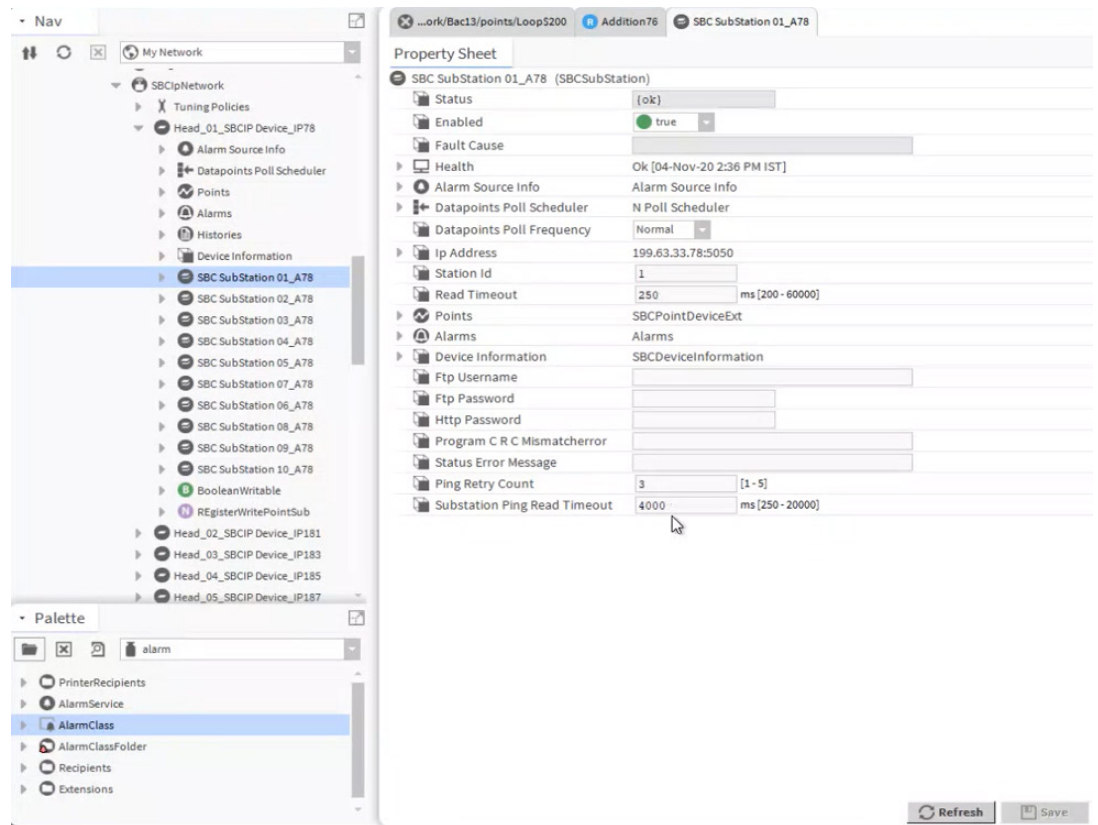 Nav
My Network
SBCIpNetwork
Tuning Policies
Head_01_SBCIP Device_IP78
Alarm Source Info
Datapoints Poll Scheduler
Points
Alarms
Histories
Device Information
SBC SubStation 01_A78
SBC SubStation 02_A78
SBC SubStation 03_A78
SBC SubStation 04_A78
SBC SubStation 05_A78
SBC SubStation 07_A78
SBC SubStation 06_A78
SBC SubStation 08_A78
SBC SubStation 09_A78
SBC SubStation 10_A78
B BooleanWritable
N REgisterWritePointSub
Head_02_SBCIP Device_IP181
Head_03_SBCIP Device_IP183
Head_04_SBCIP Device_IP185
Head_05_SBCIP Device_IP187
Palette
alarm
PrinterRecipients
AlarmService
AlarmClass
AlarmClassFolder
Recipients
Extensions
...ork/Bac13/points/Loop$200 R Addition76 SBC SubStation 01_A78
Property Sheet
SBC SubStation 01_A78 (SBCSubStation)
Status {ok}
Enabled true
Fault Cause
Health Ok [04-Nov-20 2:36 PM IST]
Alarm Source Info Alarm Source Info
Datapoints Poll Scheduler N Poll Scheduler
Datapoints Poll Frequency Normal
Ip Address 199.63.33.78:5050
Station Id 1
Read Timeout 250 ms [200 - 60000]
Points SBCPointDeviceExt
Alarms Alarms
Device Information SBCDeviceInformation
Ftp Username
Ftp Password
Http Password
Program C R C Mismatcherror
Status Error Message
Ping Retry Count 3 [1 - 5]
Substation Ping Read Timeout 4000 ms [250 - 20000]
Refresh Save